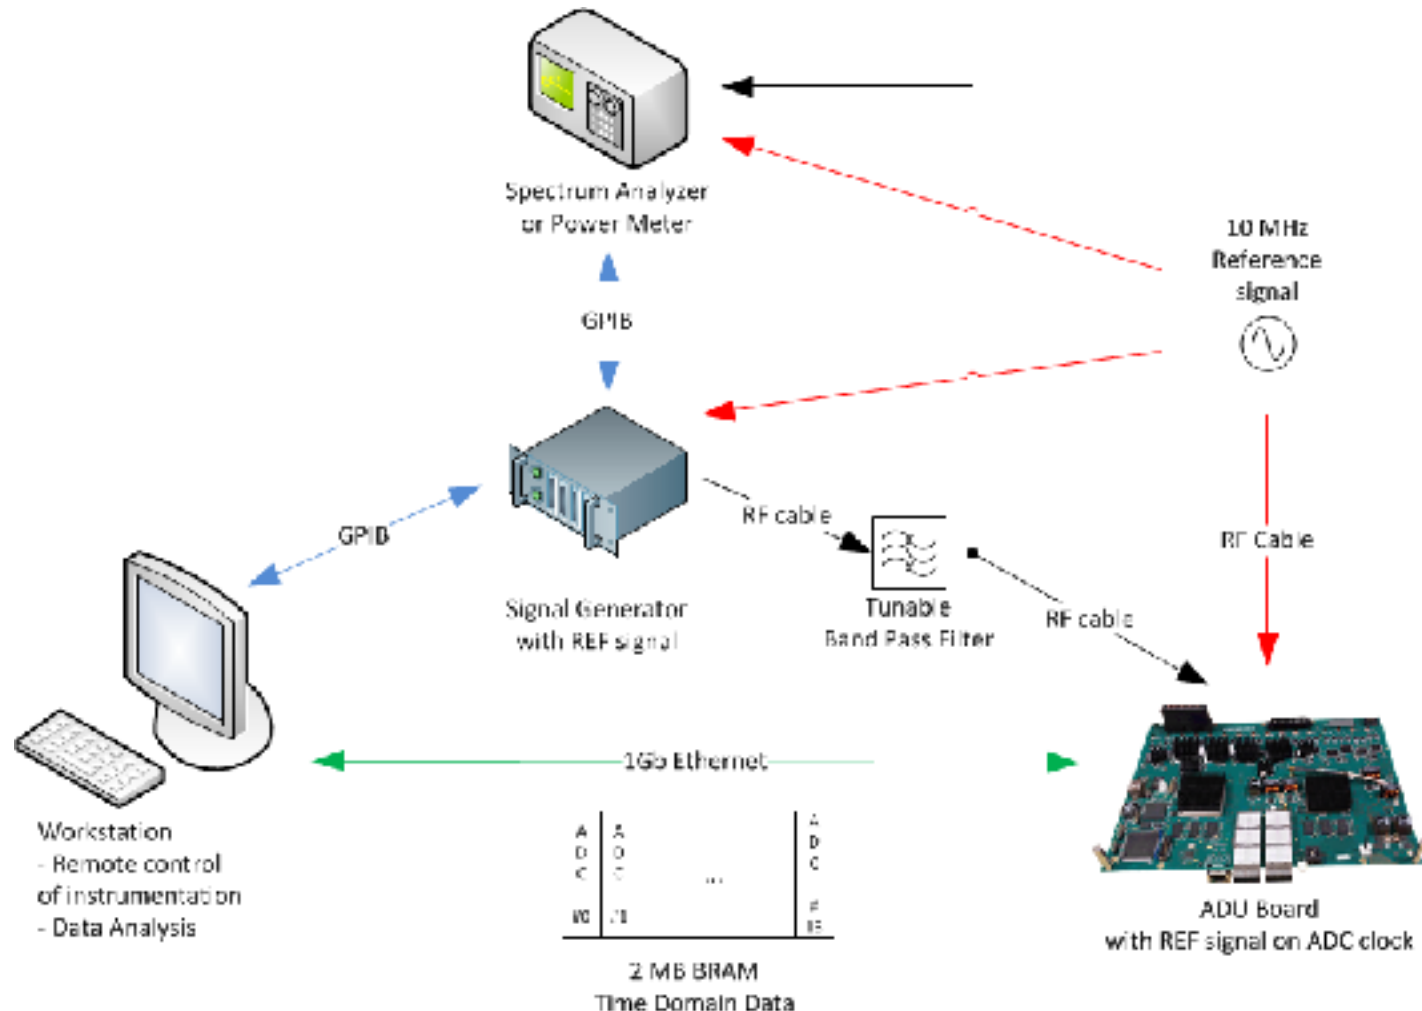 Spectrum Analyzer
or Power Meter
10 MHz
Reference
signal
GPIB
GPIB
RF cable
RF Cable
Signal Generator
with REF signal
Tunable
Band Pass Filter
RF cable
1Gb Ethernet
Workstation
- Remote control
of instrumentation
- Data Analysis
A A A
D D D
C C C
...
#0 #1
ADU Board
with REF signal on ADC clock
2 MB BRAM
Time Domain Data